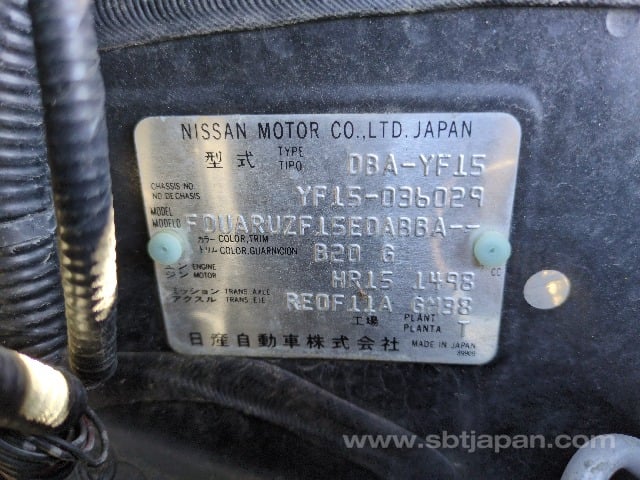 NISSAN MOTOR CO.,LTD. JAPAN
型式 TYPE TIPO DBA-YF15
CHASSIS NO. NO DE CHASIS YF15-036029
MODEL MODELO FDUARUZF15EDABBA--
カラー COLOR,TRIM トリム COLOR,GUARNICION B20 G
エンジン ENGINE MOTOR HR15 1498 CC
ミッション TRANS. AXLE アクスル TRANS. EJE RE0F11A GM38
工場 PLANT PLANTA T
日産自動車株式会社 MADE IN JAPAN
www.sbtjapan.com